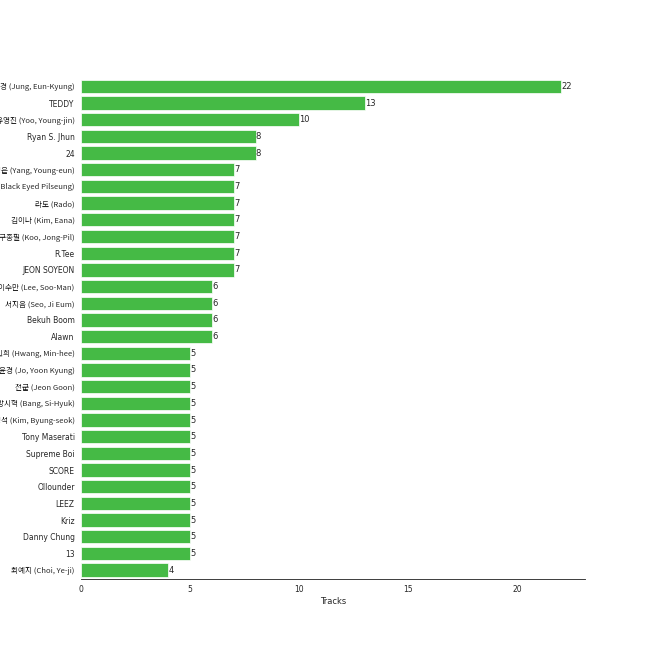 경 (Jung, Eun-Kyung) 22
TEDDY 13
유영진 (Yoo, Young-jin) 10
Ryan S. Jhun 8
24 8
(Yang, Young-eun) 7
Black Eyed Pilseung) 7
라도 (Rado) 7
김이나 (Kim, Eana) 7
구종필 (Koo, Jong-Pil) 7
R.Tee 7
JEON SOYEON 7
이수만 (Lee, Soo-Man) 6
서지음 (Seo, Ji Eum) 6
Bekuh Boom 6
Alawn 6
희 (Hwang, Min-hee) 5
윤경 (Jo, Yoon Kyung) 5
전군 (Jeon Goon) 5
방시혁 (Bang, Si-Hyuk) 5
석 (Kim, Byung-seok) 5
Tony Maserati 5
Supreme Boi 5
SCORE 5
Ollounder 5
LEEZ 5
Kriz 5
Danny Chung 5
13 5
최예지 (Choi, Ye-ji) 4
0 5 10 15 20
Tracks